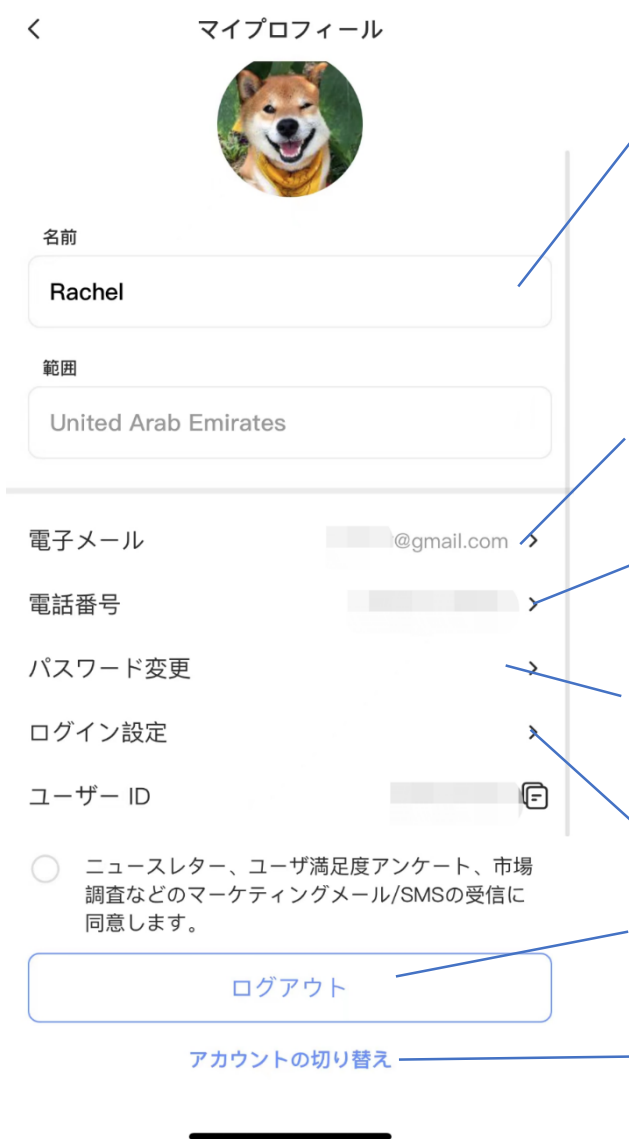 マイプロフィール
名前
Rachel
範囲
United Arab Emirates
電子メール @gmail.com
電話番号
パスワード変更
ログイン設定
ユーザー ID
ニュースレター、ユーザ満足度アンケート、市場
調査などのマーケティングメール/SMSの受信に
同意します。
ログアウト
アカウントの切り替え